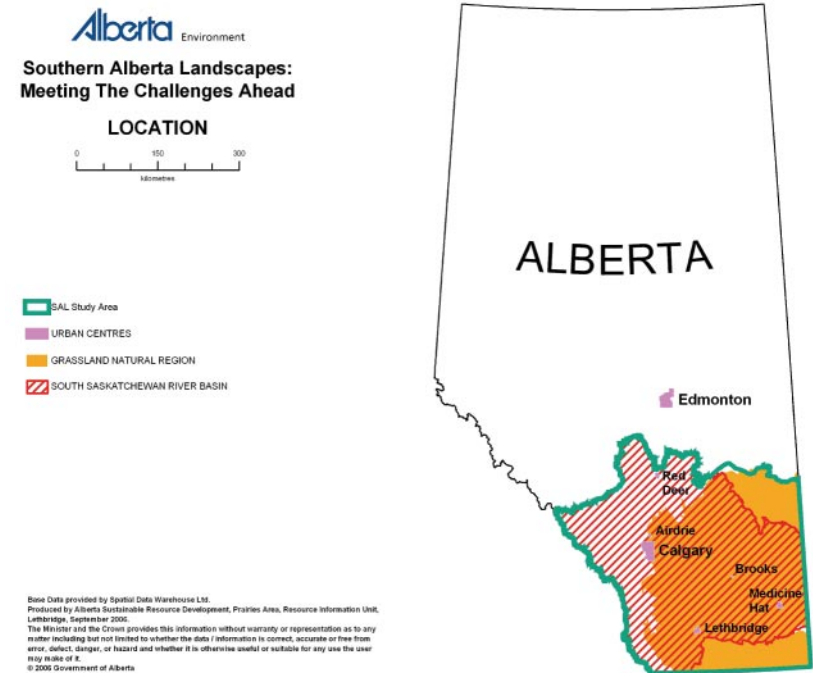 Alberta Environment
Southern Alberta Landscapes:
Meeting The Challenges Ahead
LOCATION
0 150 300
kilometres
SAL Study Area
URBAN CENTRES
GRASSLAND NATURAL REGION
SOUTH SASKATCHEWAN RIVER BASIN
ALBERTA
Edmonton
Red
Deer
Airdrie
Calgary
Brooks
Medicine
Hat
Lethbridge
Base Data provided by Spatial Data Warehouse Ltd.
Produced by Alberta Sustainable Resource Development, Prairies Area, Resource Information Unit,
Lethbridge, September 2006.
The Minister and the Crown provides this information without warranty or representation as to any
matter including but not limited to whether the data / information is correct, accurate or free from
error, defect, danger, or hazard and whether it is otherwise useful or suitable for any use the user
may make of it.
© 2006 Government of Alberta